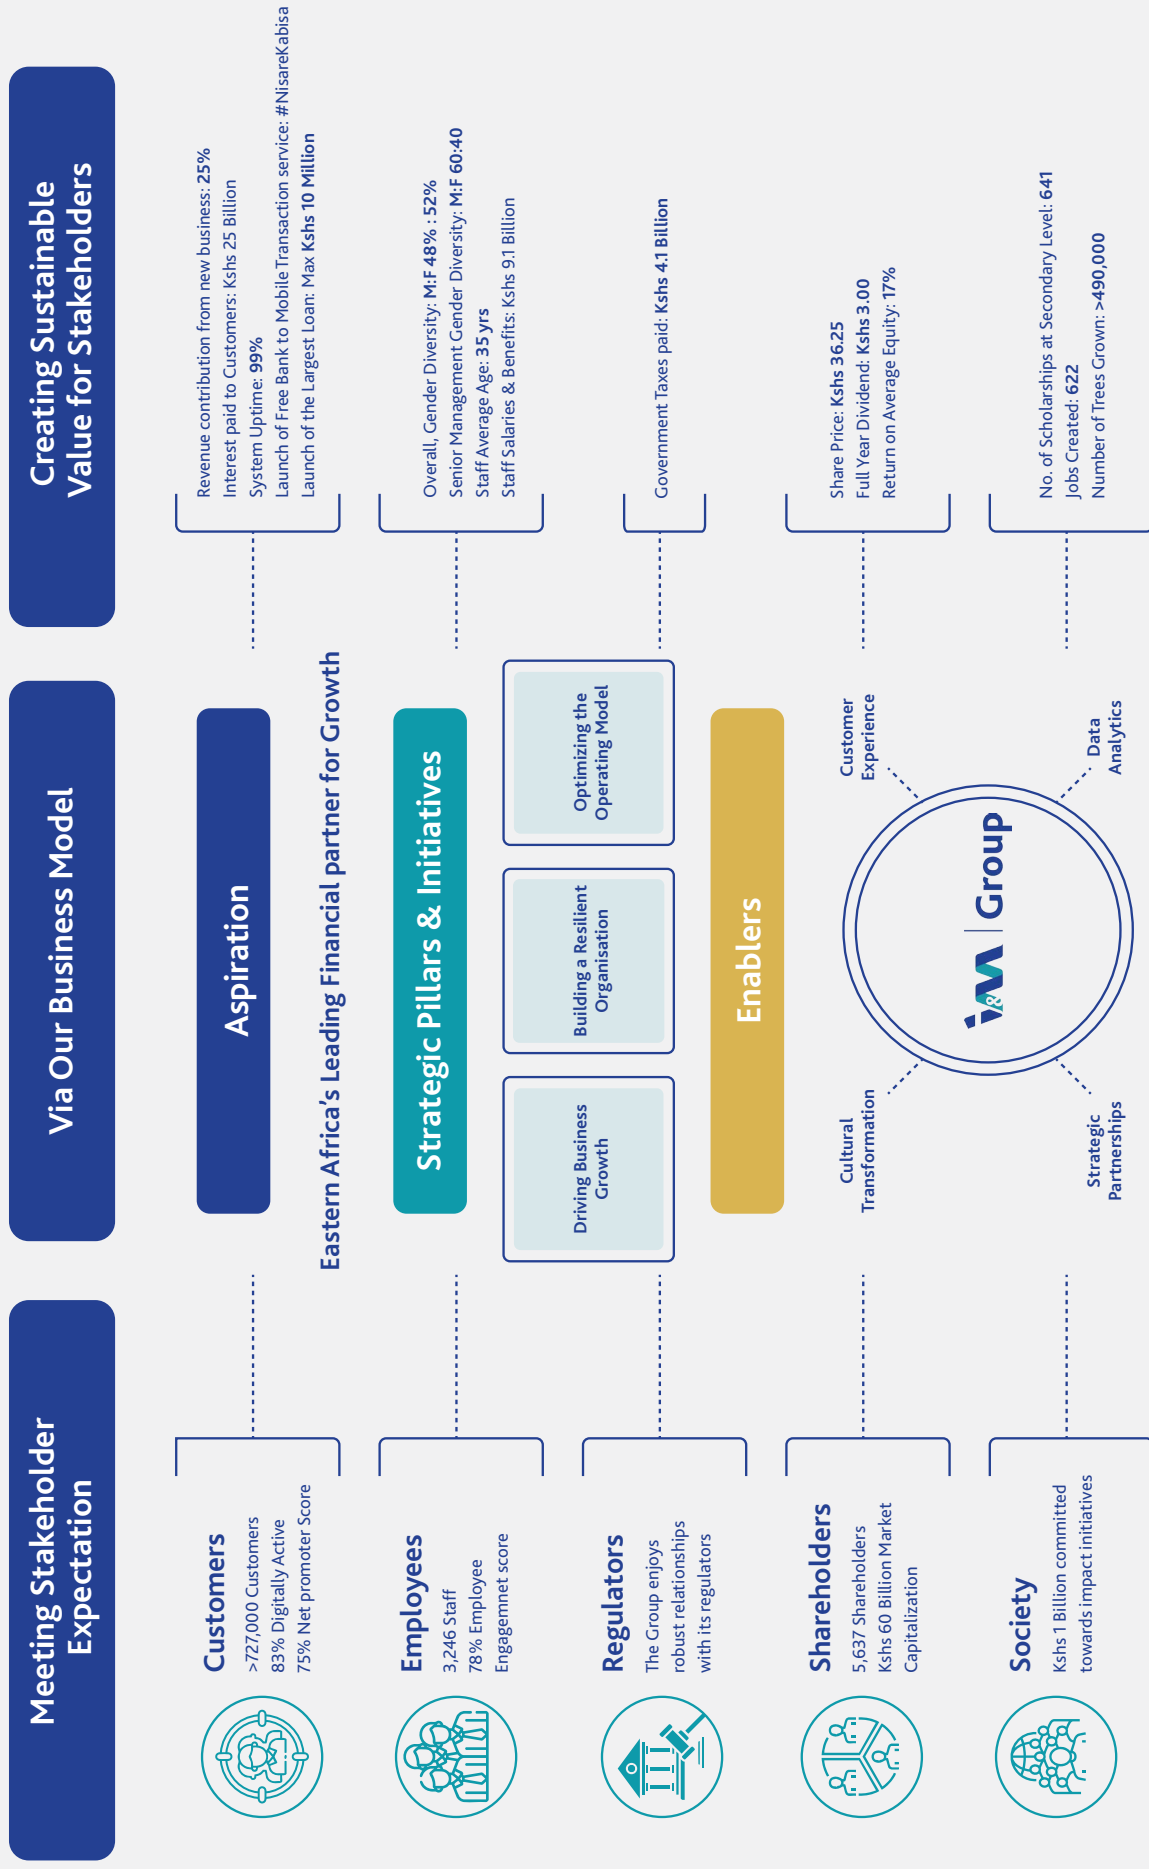 Meeting Stakeholder
Expectation
Customers
>727,000 Customers
83% Digitally Active
75% Net promoter Score
Employees
3,246 Staff
78% Employee
Engagemnet score
Regulators
The Group enjoys
robust relationships
with its regulators
Shareholders
5,637 Shareholders
Kshs 60 Billion Market
Capitalization
Society
Kshs 1 Billion committed
towards impact initiatives
Via Our Business Model
Aspiration
Eastern Africa's Leading Financial partner for Growth
Strategic Pillars & Initiatives
Driving Business
Growth
Building a Resilient
Organisation
Optimizing the
Operating Model
Enablers
Cultural
Transformation
Customer
Experience
I&M | Group
Strategic
Partnerships
Data
Analytics
Creating Sustainable
Value for Stakeholders
Revenue contribution from new business: 25%
Interest paid to Customers: Kshs 25 Billion
System Uptime: 99%
Launch of Free Bank to Mobile Transaction service: #NisareKabisa
Launch of the Largest Loan: Max Kshs 10 Million
Overall, Gender Diversity: M:F 48% : 52%
Senior Management Gender Diversity: M:F 60:40
Staff Average Age: 35 yrs
Staff Salaries & Benefits: Kshs 9.1 Billion
Government Taxes paid: Kshs 4.1 Billion
Share Price: Kshs 36.25
Full Year Dividend: Kshs 3.00
Return on Average Equity: 17%
No. of Scholarships at Secondary Level: 641
Jobs Created: 622
Number of Trees Grown: >490,000